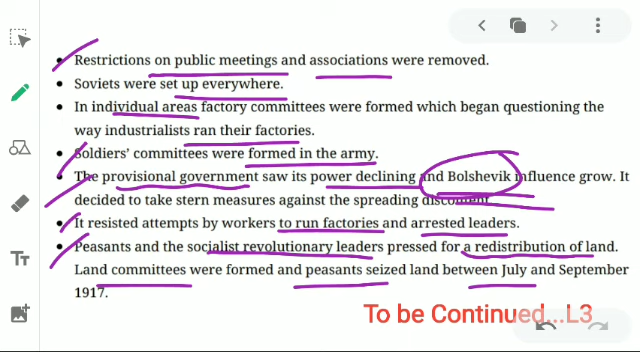 Restrictions on public meetings and associations were removed.
Soviets were set up everywhere.
In individual areas factory committees were formed which began questioning the
way industrialists ran their factories.
Soldiers' committees were formed in the army.
The provisional government saw its power declining and Bolshevik influence grow. It
decided to take stern measures against the spreading discontent.
It resisted attempts by workers to run factories and arrested leaders.
Peasants and the socialist revolutionary leaders pressed for a redistribution of land.
Land committees were formed and peasants seized land between July and September
1917.
To be Continued...L3
Tт